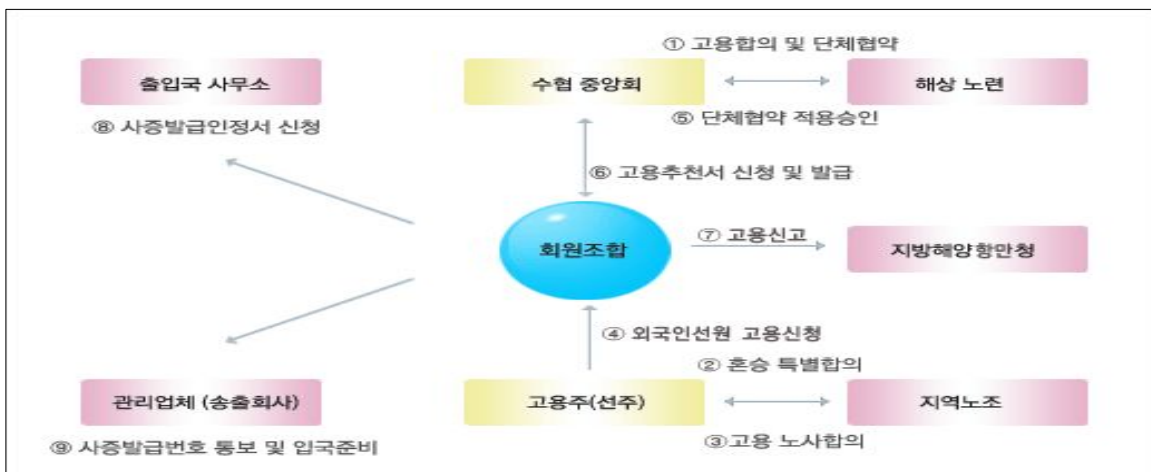 ① 고용합의 및 단체협약
출입국 사무소
수협 중앙회
해상 노련
⑧ 사증발급인정서 신청
⑤ 단체협약 적용승인
⑥ 고용추천서 신청 및 발급
회원조합
⑦ 고용신고
지방해양항만청
④ 외국인선원 고용신청
② 혼승 특별합의
관리업체 (송출회사)
고용주(선주)
지역노조
⑨ 사증발급번호 통보 및 입국준비
③고용 노사합의